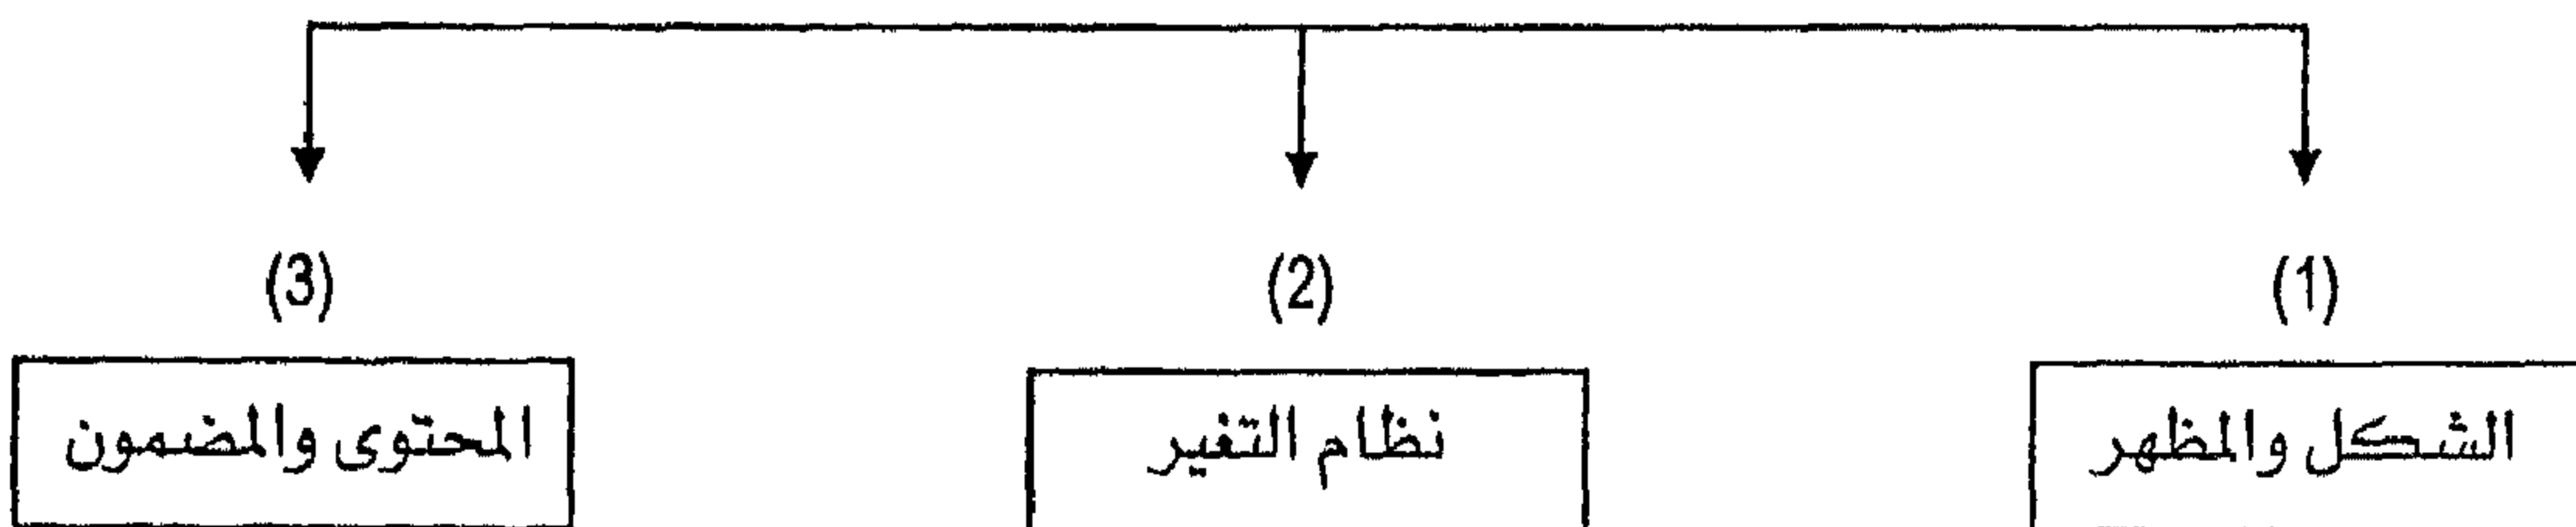 (1)
(2)
(3)
الشكل والمظهر
نظام التغير
المحتوى والمضمون